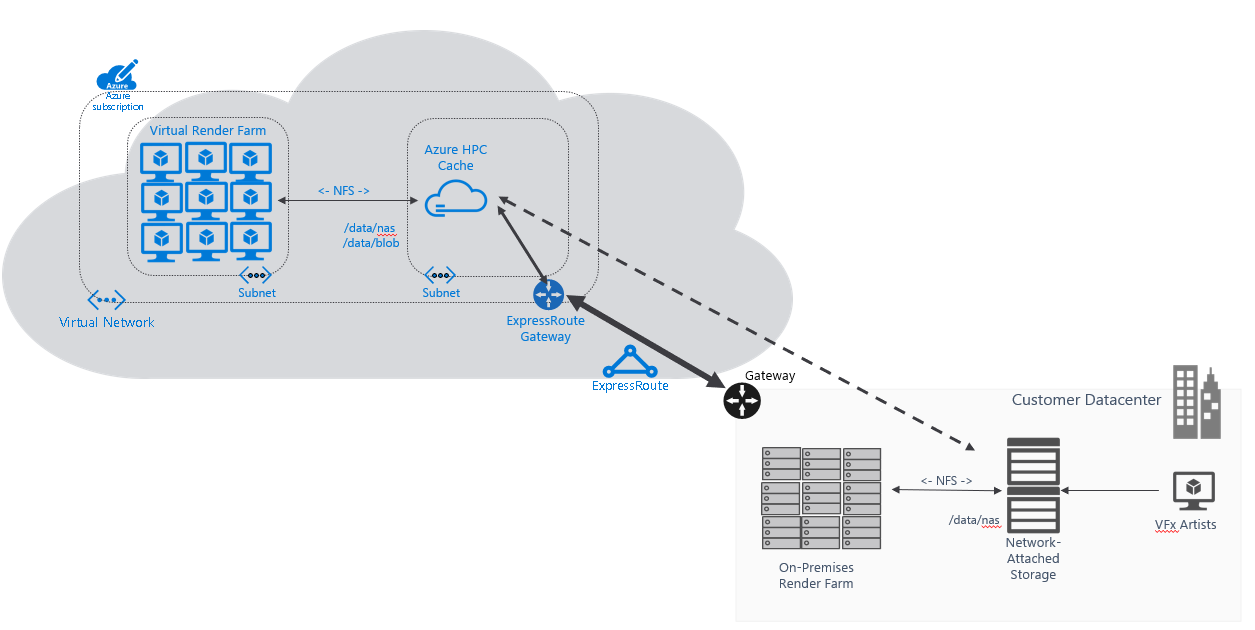 Azure
Azure
subscription
Virtual Render Farm
Azure HPC
Cache
<- NFS ->
/data/nas
/data/blob
Subnet
Subnet
Virtual Network
ExpressRoute
Gateway
ExpressRoute
Gateway
Customer Datacenter
<- NFS ->
/data/nas
VFx Artists
Network-
Attached
Storage
On-Premises
Render Farm